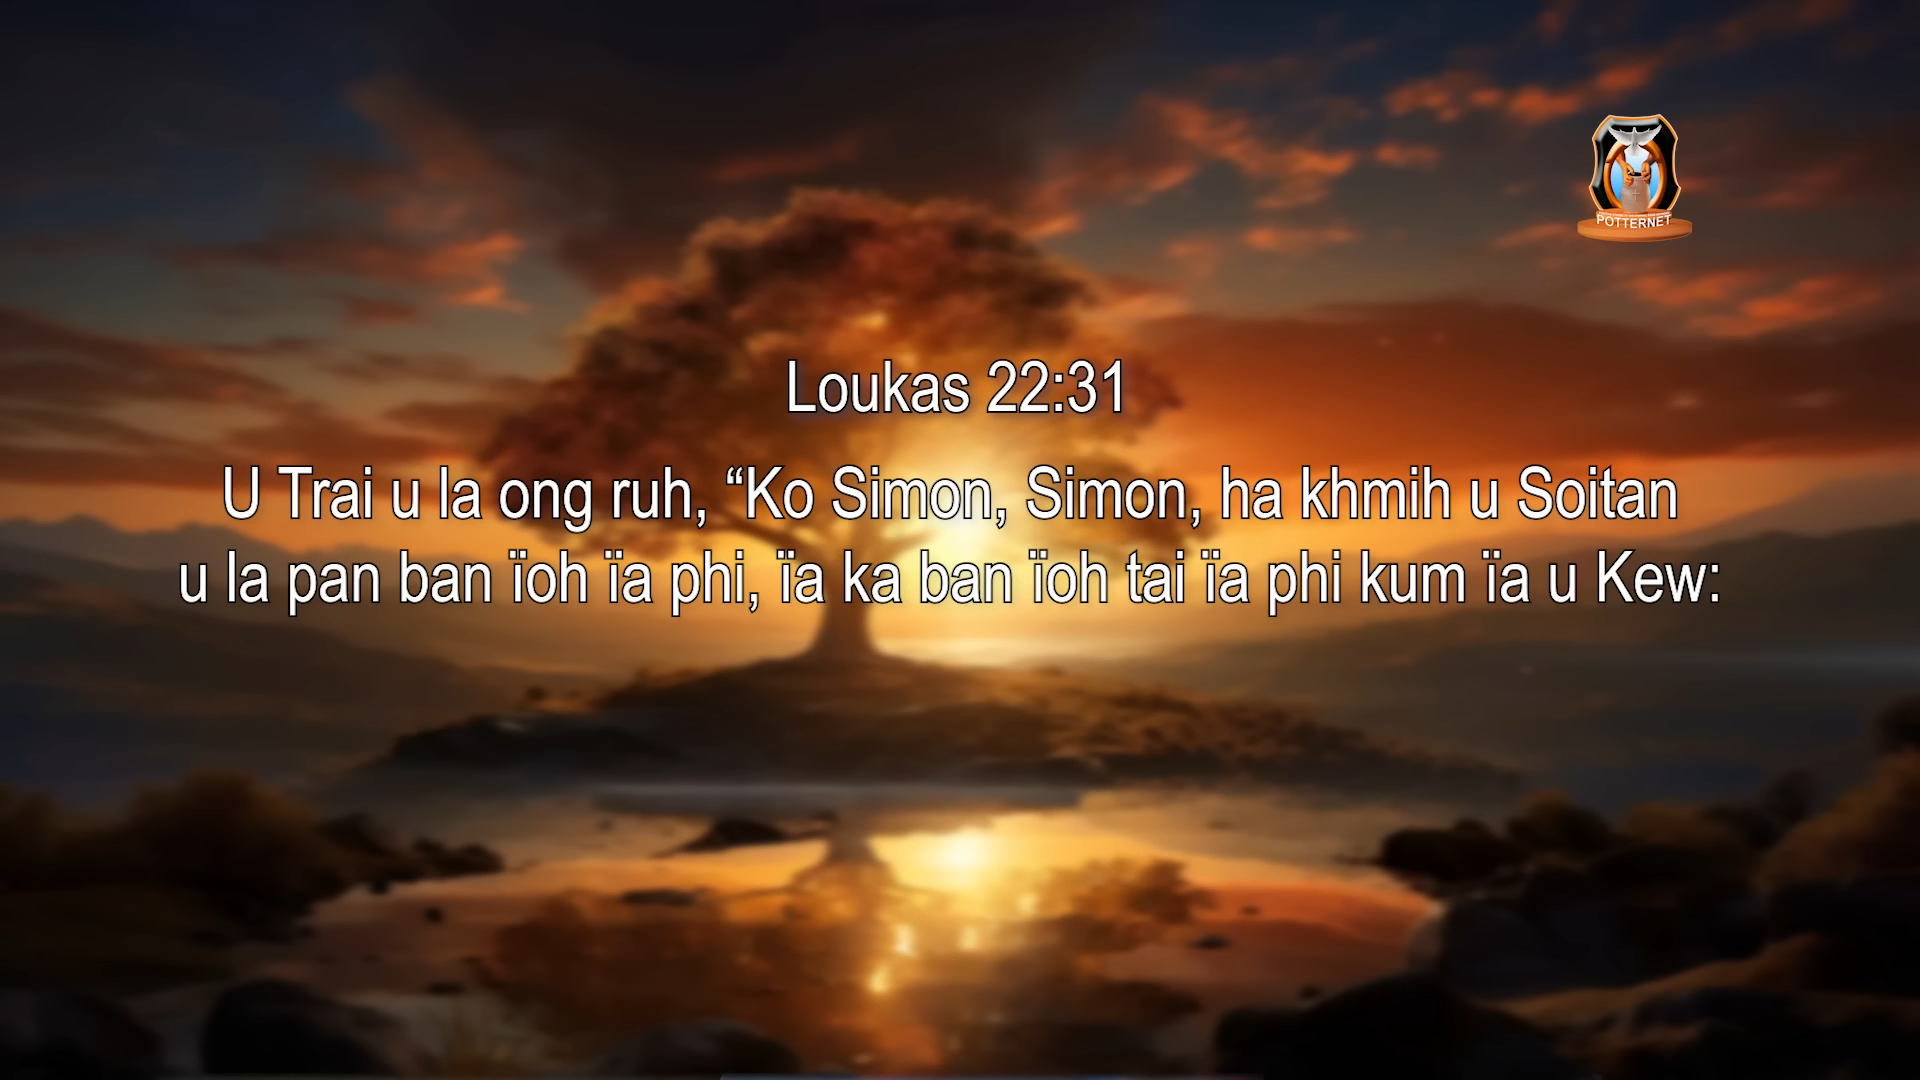 POTTERNET
Loukas 22:31
U Trai u la ong ruh, “Ko Simon, Simon, ha khmih u Soitan
u la pan ban ïoh ïa phi, ïa ka ban ïoh tai ïa phi kum ïa u Kew: